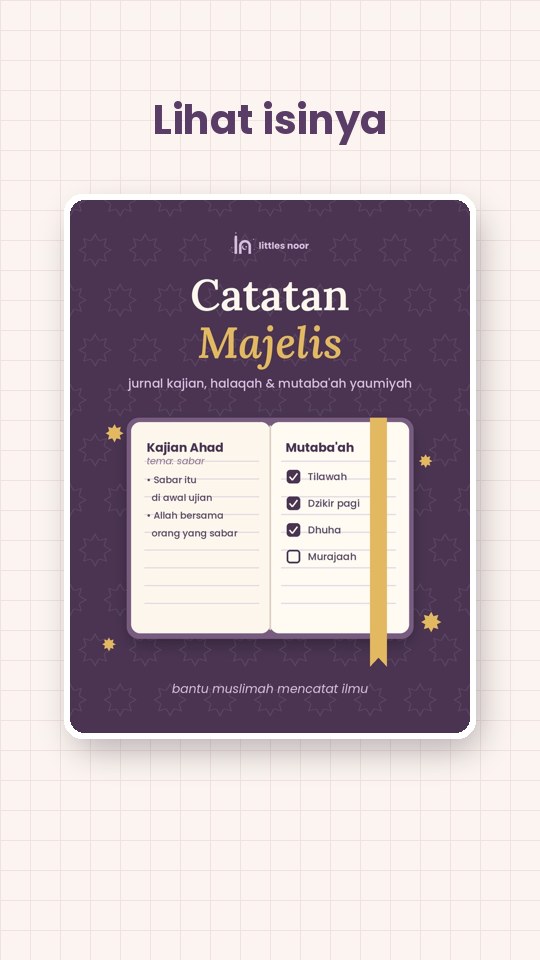 Lihat isinya
littles noor
Catatan
Majelis
jurnal kajian, halaqah & mutaba'ah yaumiyah
Kajian Ahad
tema: sabar
• Sabar itu
di awal ujian
• Allah bersama
orang yang sabar
Mutaba'ah
Tilawah
Dzikir pagi
Dhuha
Murajaah
bantu muslimah mencatat ilmu